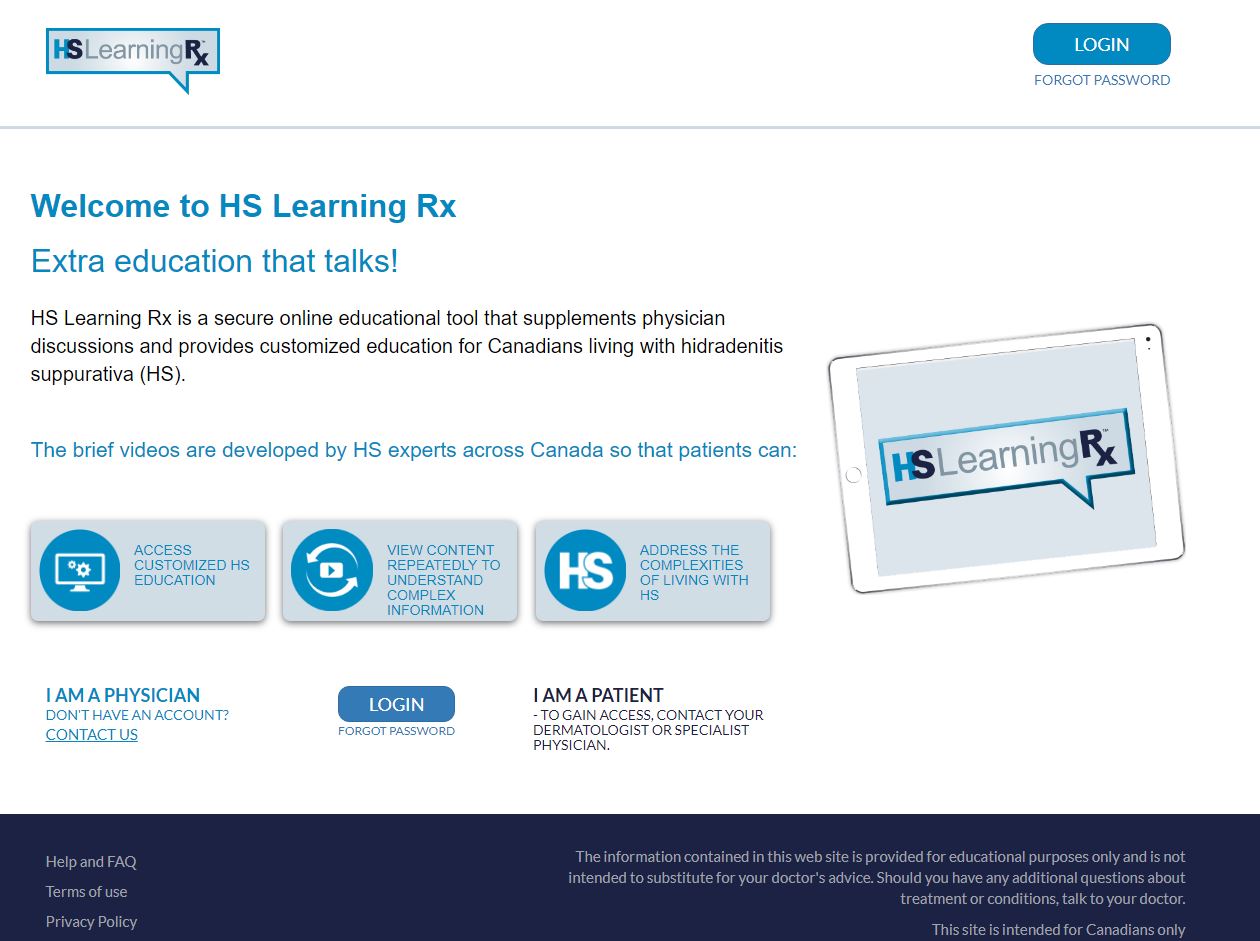 HSLearningRx™
LOGIN
FORGOT PASSWORD
Welcome to HS Learning Rx
Extra education that talks!
HS Learning Rx is a secure online educational tool that supplements physician
discussions and provides customized education for Canadians living with hidradenitis
suppurativa (HS).
The brief videos are developed by HS experts across Canada so that patients can:
HSLearningRx™
ACCESS
CUSTOMIZED HS
EDUCATION
VIEW CONTENT
REPEATEDLY TO
UNDERSTAND
COMPLEX
INFORMATION
HS
ADDRESS THE
COMPLEXITIES
OF LIVING WITH
HS
I AM A PHYSICIAN
DON'T HAVE AN ACCOUNT?
CONTACT US
LOGIN
FORGOT PASSWORD
I AM A PATIENT
- TO GAIN ACCESS, CONTACT YOUR
DERMATOLOGIST OR SPECIALIST
PHYSICIAN.
Help and FAQ
Terms of use
Privacy Policy
The information contained in this web site is provided for educational purposes only and is not
intended to substitute for your doctor's advice. Should you have any additional questions about
treatment or conditions, talk to your doctor.
This site is intended for Canadians only